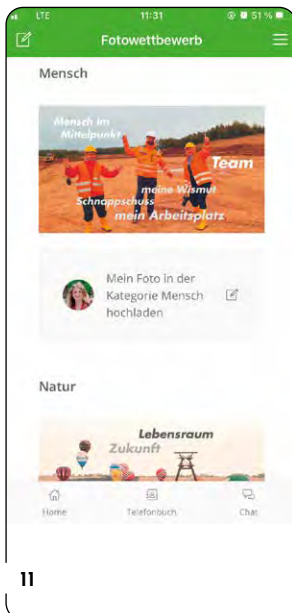 LTE 11:31 51 %
Fotowettbewerb
Mensch
Mensch im
Mittelpunkt
Team
meine Wismut
Schnappschuss
mein Arbeitsplatz
Mein Foto in der
Kategorie Mensch
hochladen
Natur
Lebensraum
Zukunft
Home Telefonbuch Chat
11